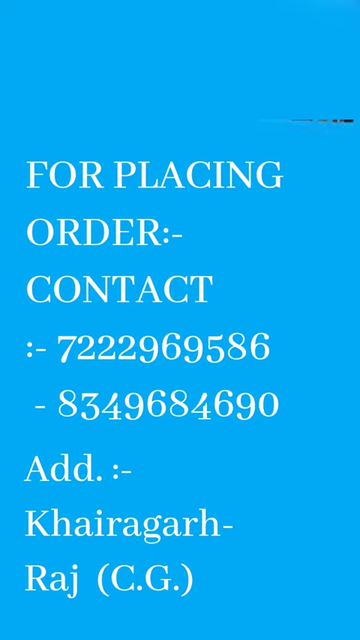 FOR PLACING
ORDER:-
CONTACT
:- 7222969586
- 8349684690
Add. :-
Khairagarh-
Raj (C.G.)